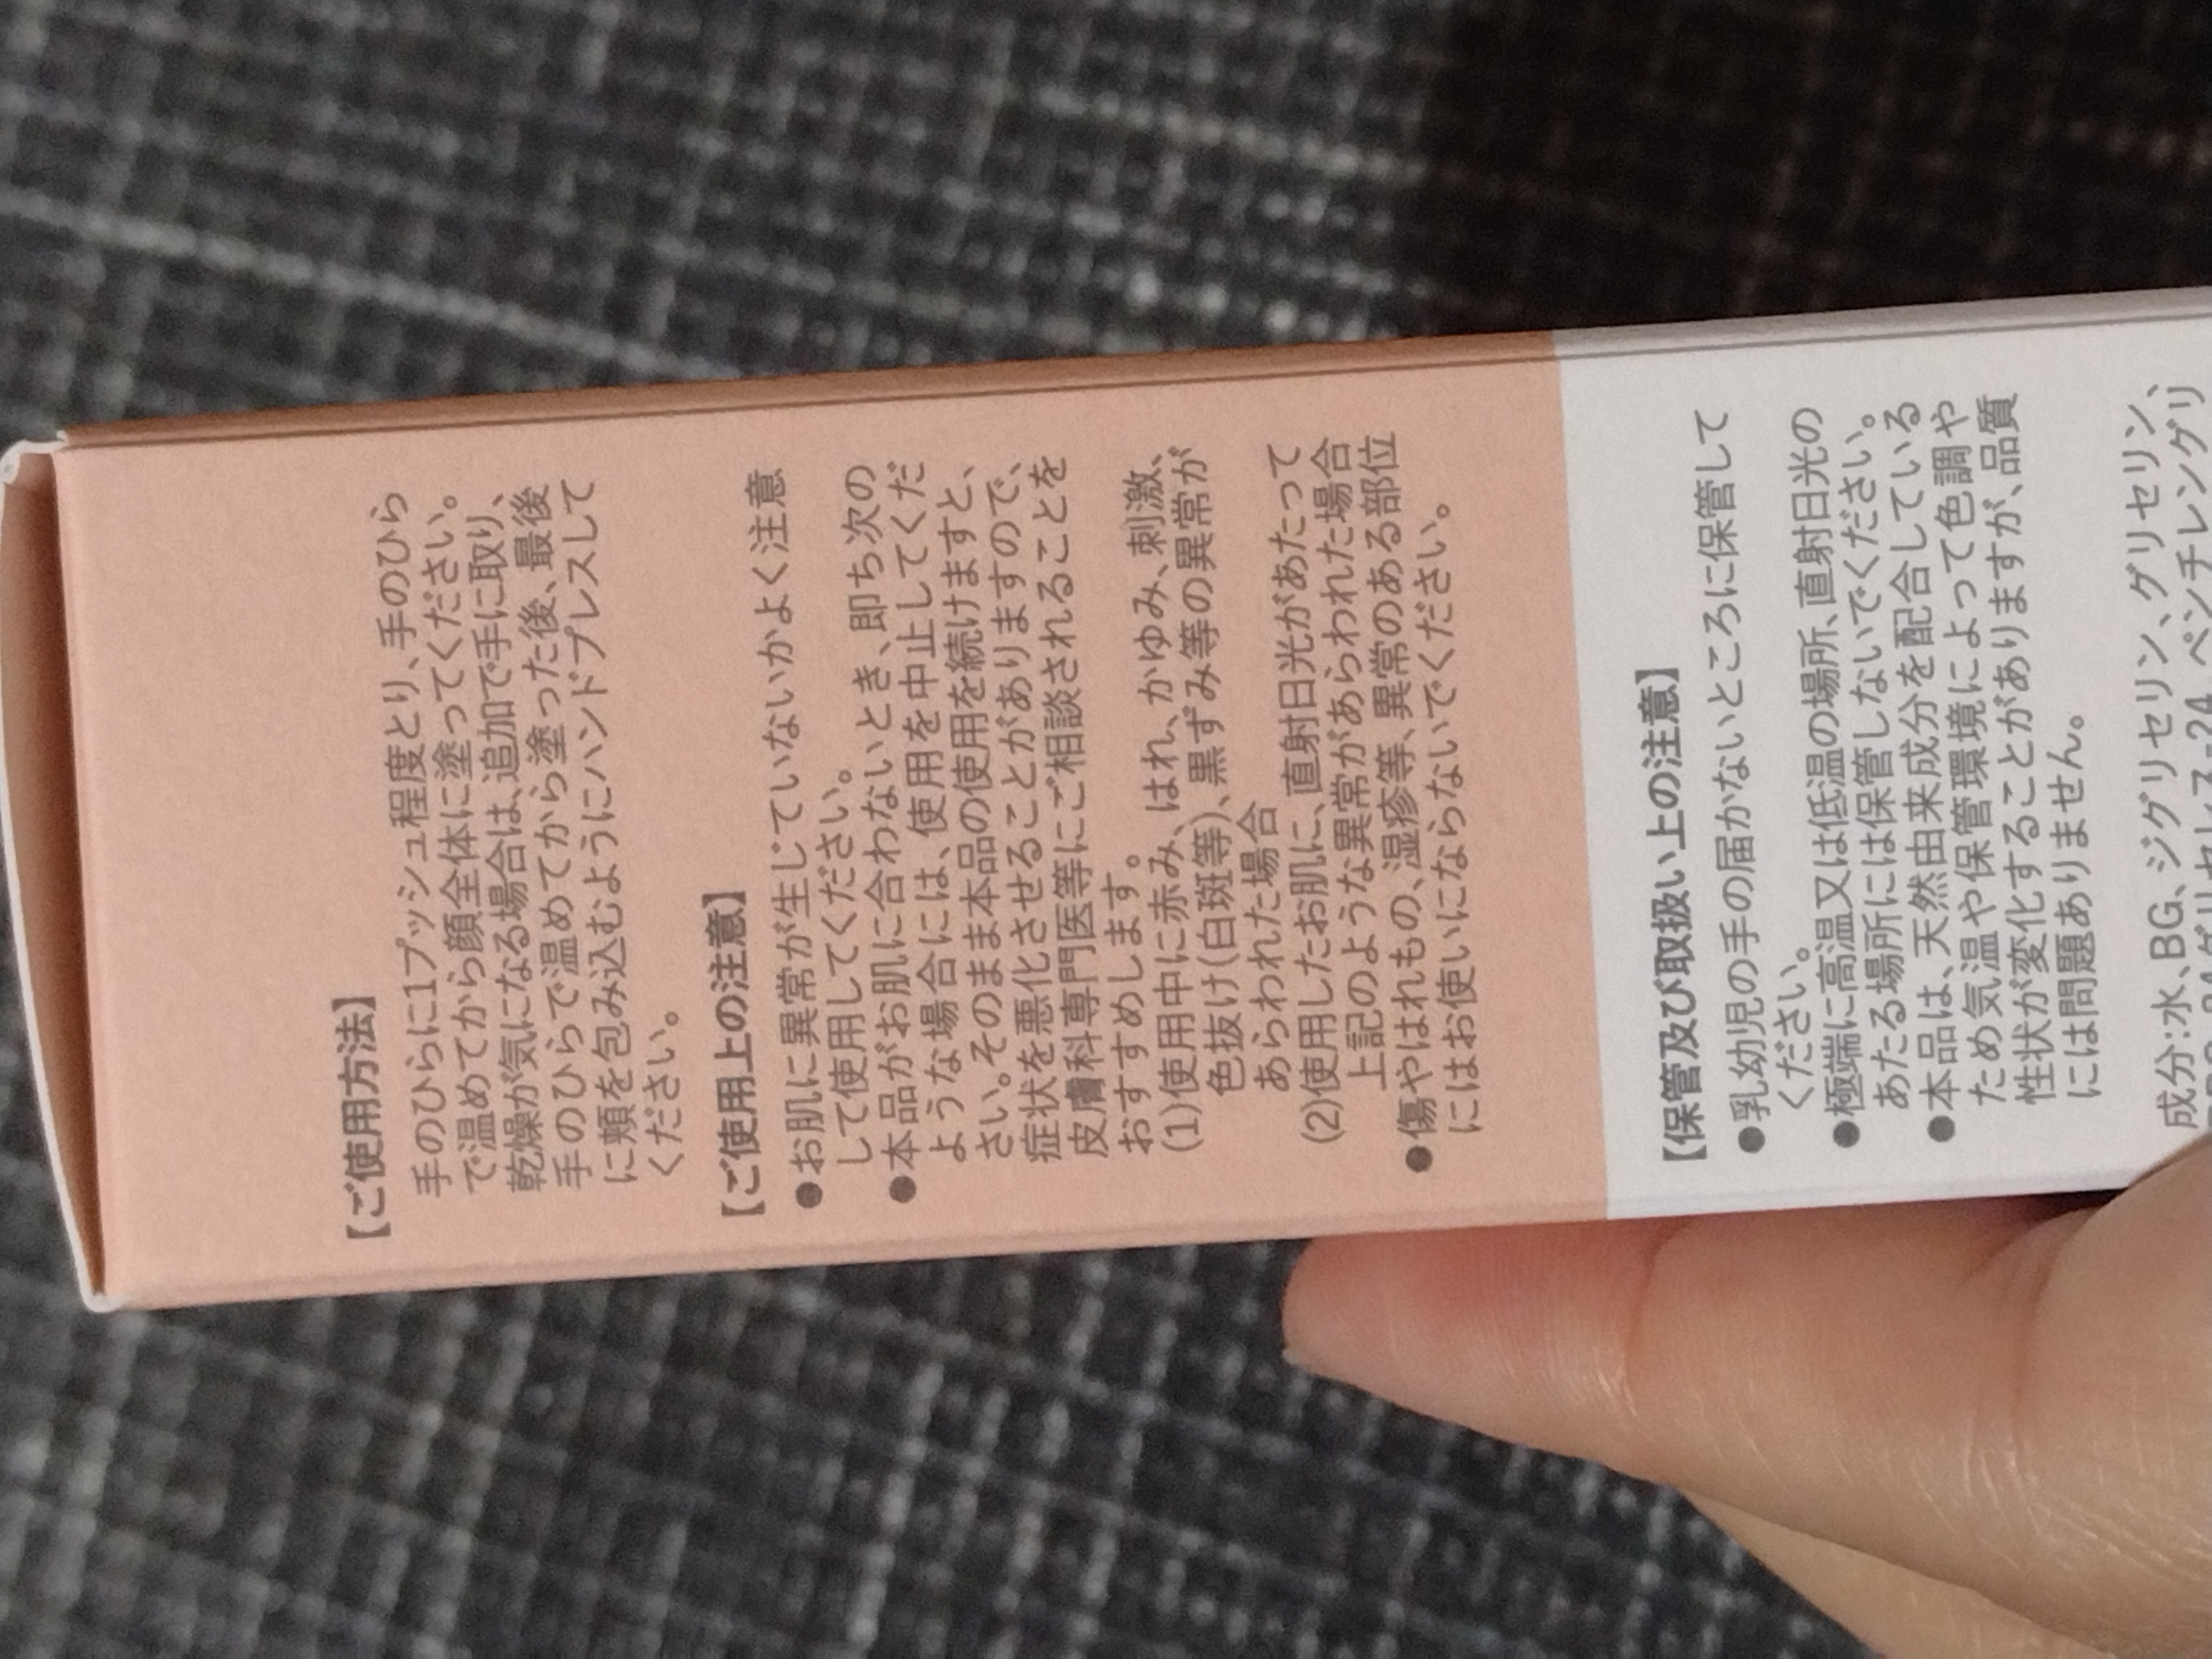 【ご使用方法】
手のひらに1プッシュ程度とり、手のひら
で温めてから顔全体に塗ってください。
乾燥が気になる場合は、追加で手に取り、
手のひらで温めてから塗った後、最後
に頬を包み込むようにハンドプレスして
ください。
【ご使用上の注意】
●お肌に異常が生じていないかよく注意
して使用してください。
●本品がお肌に合わないとき、即ち次の
ような場合には、使用を中止してくだ
さい。そのまま本品の使用を続けますと、
症状を悪化させることがありますので、
皮膚科専門医等にご相談されることを
おすすめします。
(1)使用中に赤み、はれ、かゆみ、刺激、
色抜け(白斑等)、黒ずみ等の異常が
あらわれた場合
(2)使用したお肌に、直射日光があたって
上記のような異常があらわれた場合
●傷やはれもの、湿疹等、異常のある部位
にはお使いにならないでください。
【保管及び取扱い上の注意】
●乳幼児の手の届かないところに保管して
ください。
●極端に高温又は低温の場所、直射日光の
あたる場所には保管しないでください。
●本品は、天然由来成分を配合している
ため気温や保管環境によって色調や
性状が変化することがありますが、品質
には問題ありません。
成分:水、BG、ジグリセリン、グリセリン、
グリセレス-24、ペンチレングリ